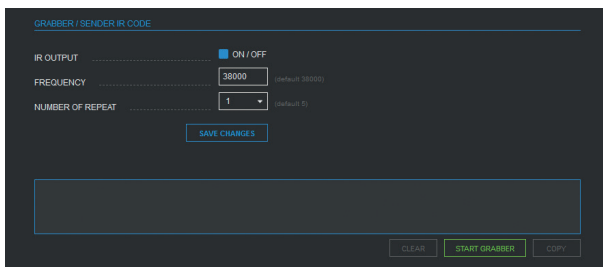 GRABBER / SENDER IR CODE
IR OUTPUT ON / OFF
FREQUENCY 38000 (default 38000)
NUMBER OF REPEAT 1 (default 5)
SAVE CHANGES
CLEAR START GRABBER COPY